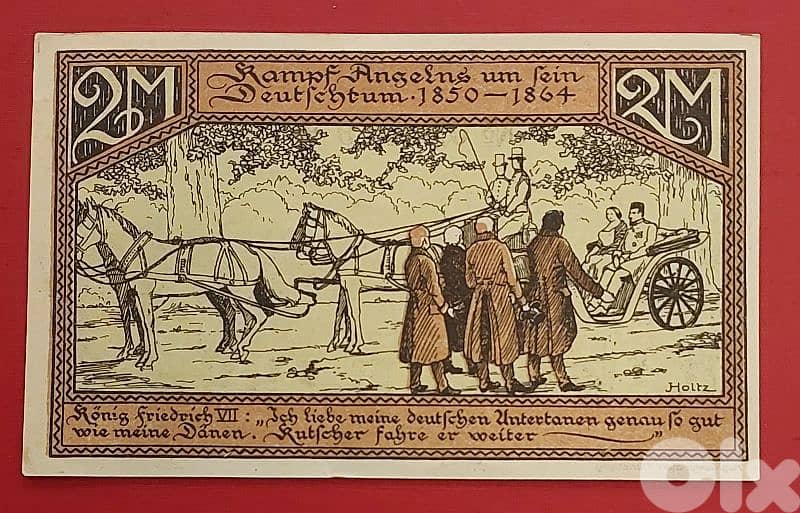 2M
Kampf Angelns um sein
Deutschtum. 1850-1864
2M
Holtz
König Friedrich VII: „Ich liebe meine deutschen Untertanen genau so gut
wie meine Dänen. Kutscher fahre er weiter ——"
olx